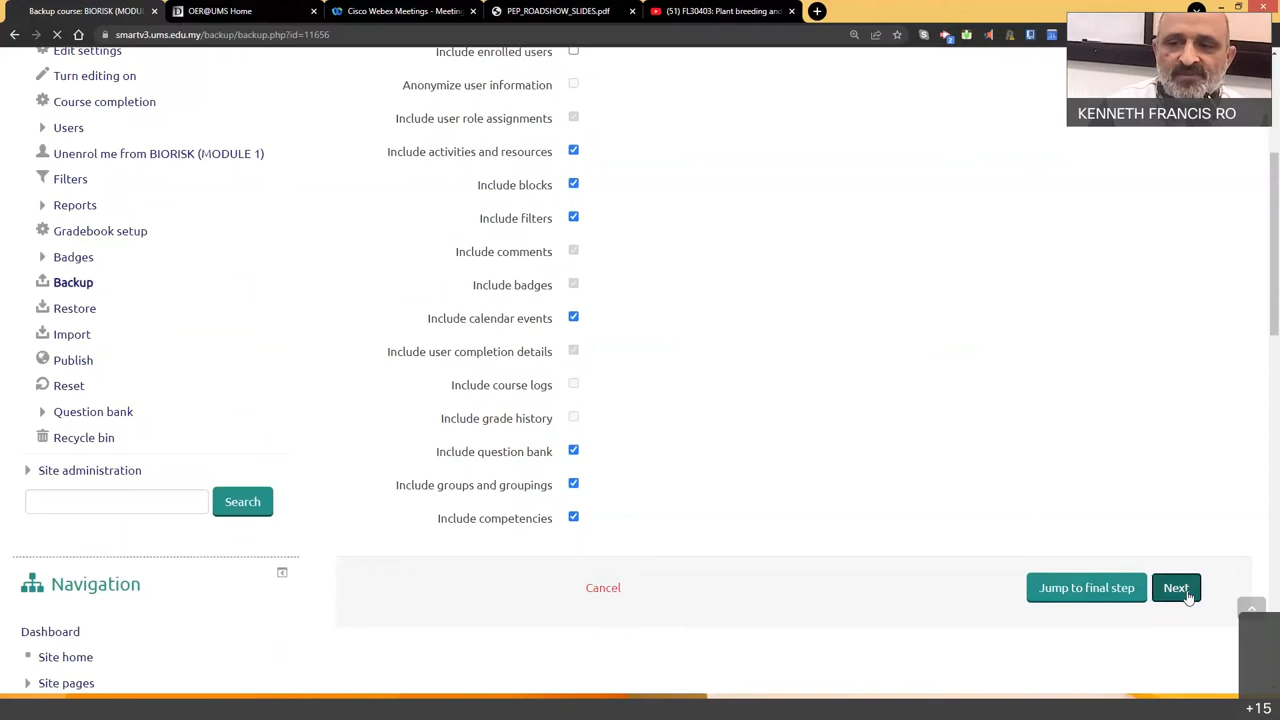 Backup course: BIORISK (MODU
OER@UMS Home
Cisco Webex Meetings - Meeting
PEP_ROADSHOW_SLIDES.pdf
(51) FL30403: Plant breeding and
smartv3.ums.edu.my/backup/backup.php?id=11656
KENNETH FRANCIS RO
Edit settings
Turn editing on
Course completion
Users
Unenrol me from BIORISK (MODULE 1)
Filters
Reports
Gradebook setup
Badges
Backup
Restore
Import
Publish
Reset
Question bank
Recycle bin
Site administration
Search
Navigation
Dashboard
Site home
Site pages
Include enrolled users
Anonymize user information
Include user role assignments
Include activities and resources
Include blocks
Include filters
Include comments
Include badges
Include calendar events
Include user completion details
Include course logs
Include grade history
Include question bank
Include groups and groupings
Include competencies
Cancel
Jump to final step
Next
+15